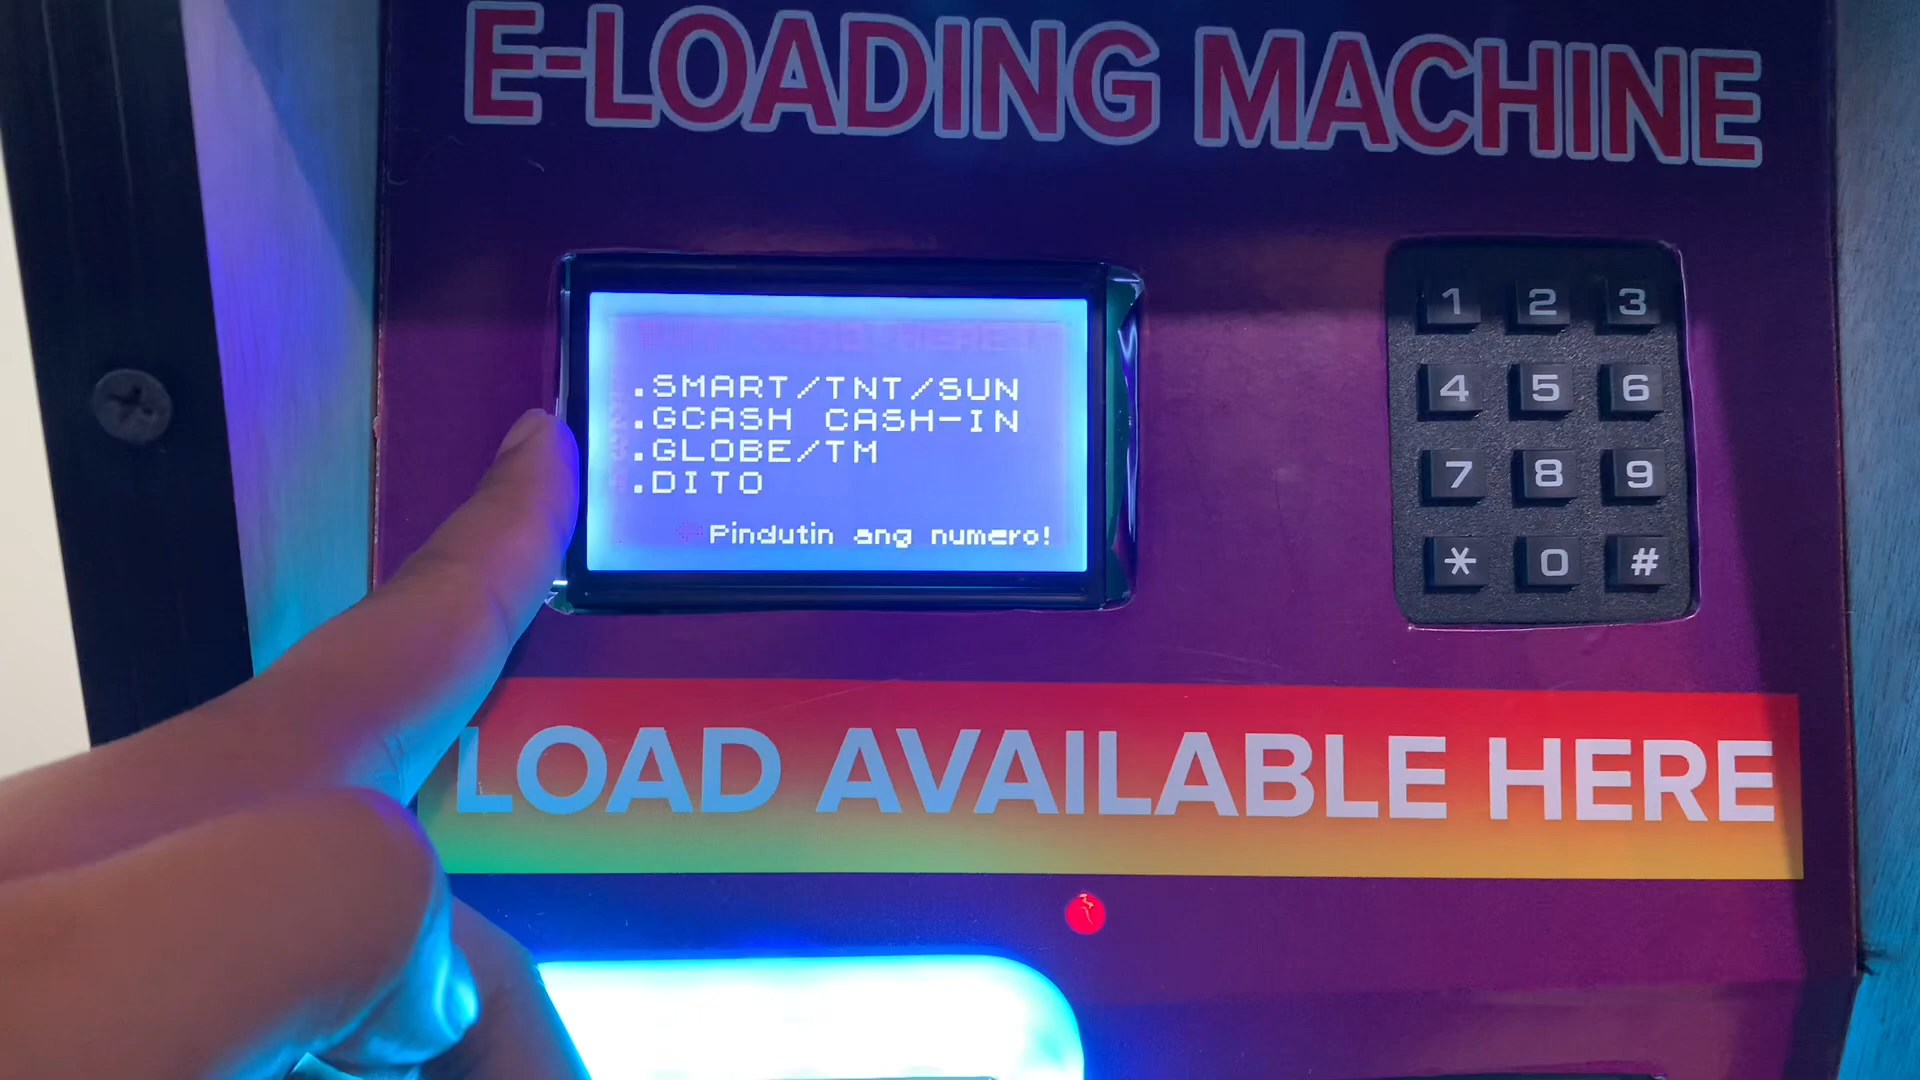 E-LOADING MACHINE
.SMART/TNT/SUN
.GCASH CASH-IN
.GLOBE/TM
.DITO
Pindutin ang numero!
1 2 3
4 5 6
7 8 9
* 0 #
LOAD AVAILABLE HERE